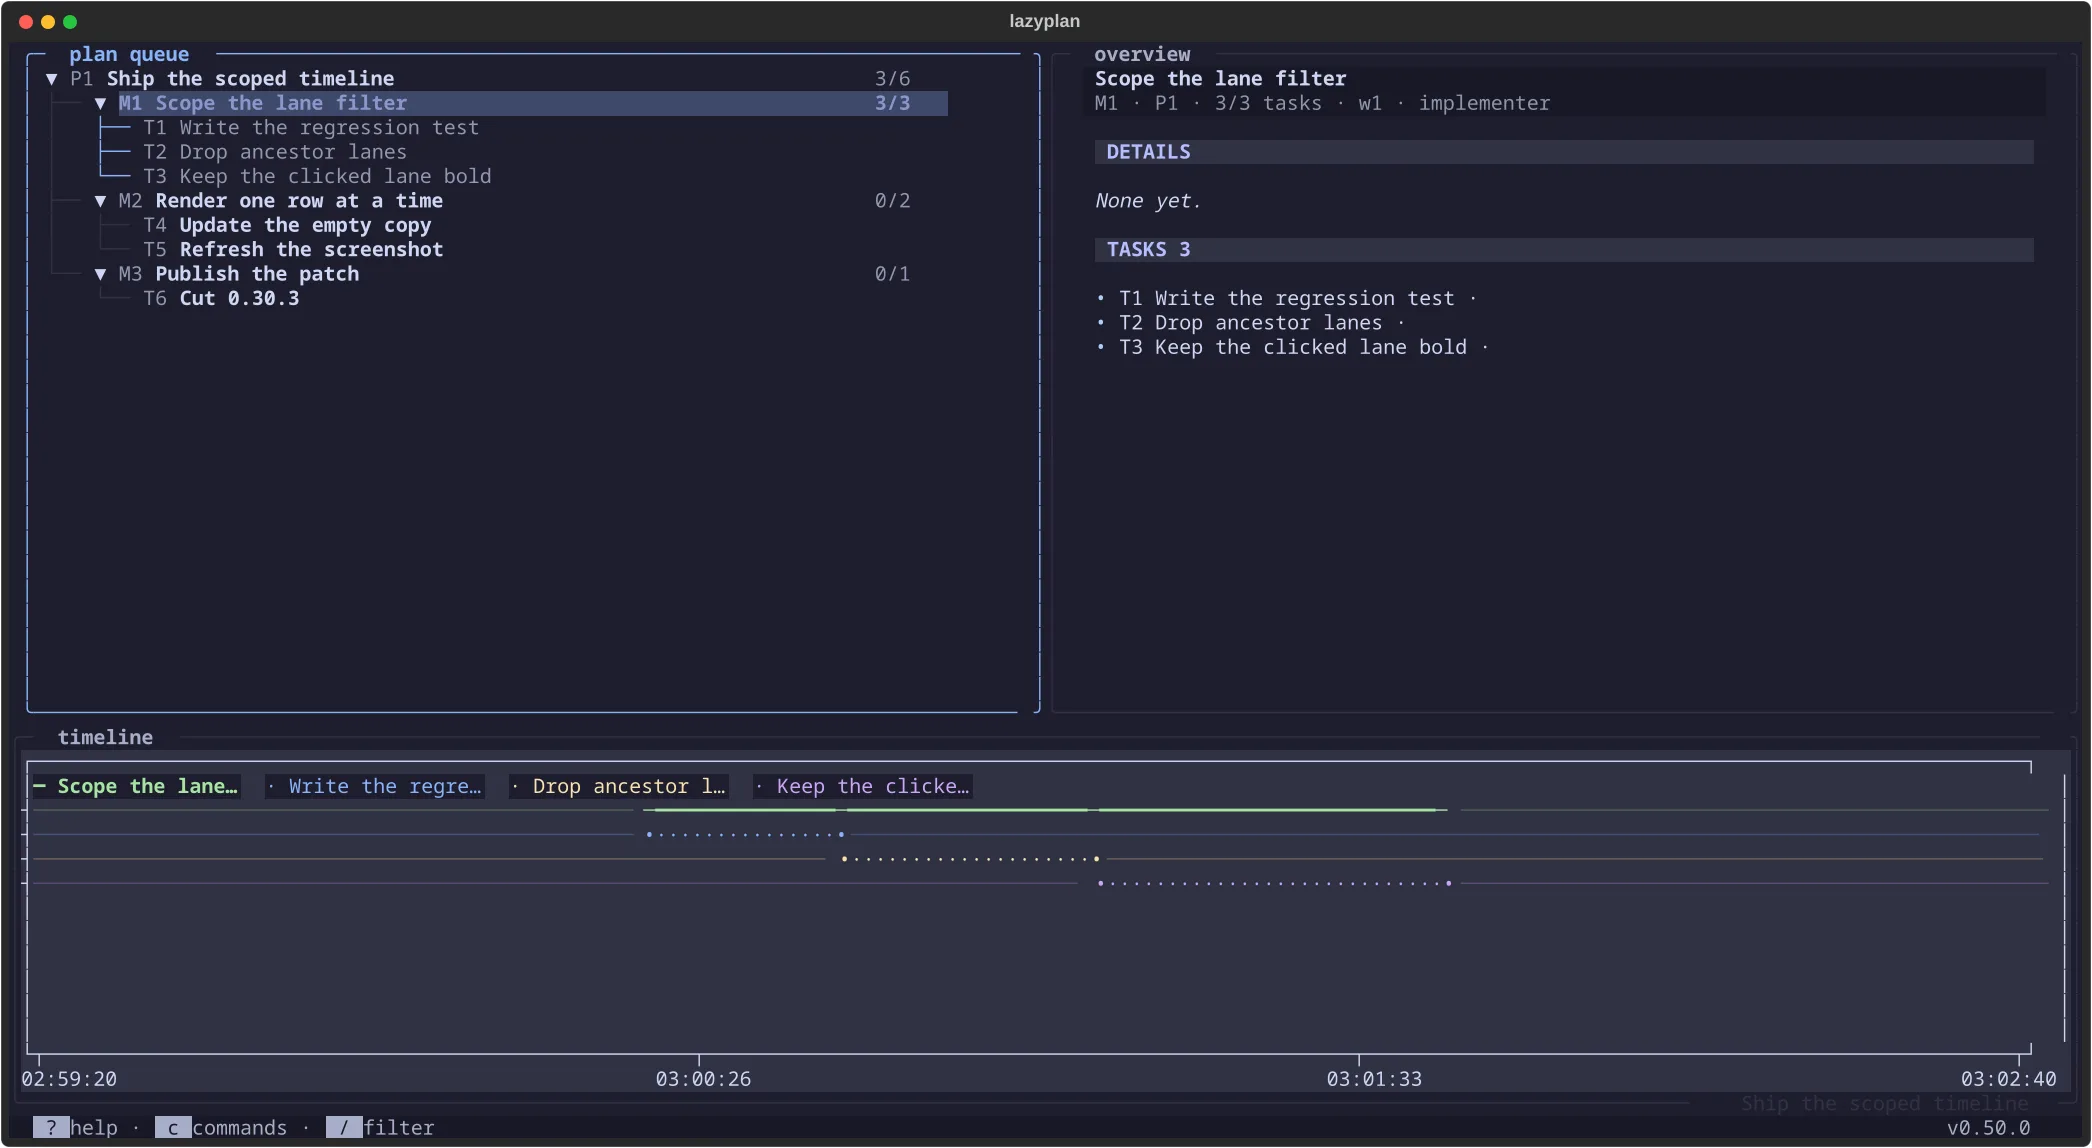 lazyplan
plan queue
▼ P1 Ship the scoped timeline 3/6
▼ M1 Scope the lane filter 3/3
T1 Write the regression test
T2 Drop ancestor lanes
T3 Keep the clicked lane bold
▼ M2 Render one row at a time 0/2
T4 Update the empty copy
T5 Refresh the screenshot
▼ M3 Publish the patch 0/1
T6 Cut 0.30.3
overview
Scope the lane filter
M1 · P1 · 3/3 tasks · w1 · implementer
DETAILS
None yet.
TASKS 3
• T1 Write the regression test ·
• T2 Drop ancestor lanes ·
• T3 Keep the clicked lane bold ·
timeline
— Scope the lane… · Write the regre… · Drop ancestor l… · Keep the clicke…
02:59:20 03:00:26 03:01:33 03:02:40
Ship the scoped timeline
? help · c commands · / filter v0.50.0